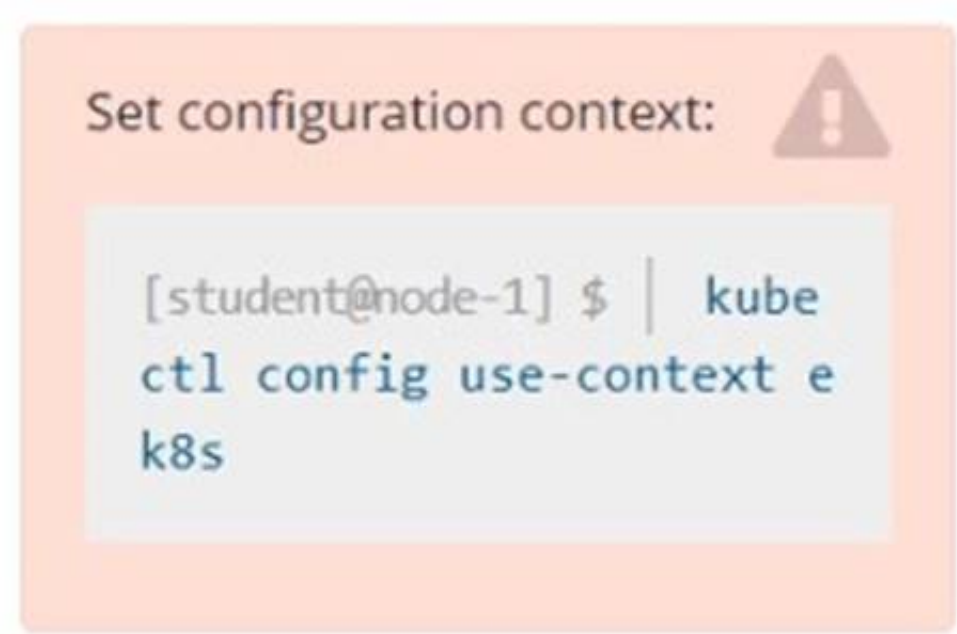 Set configuration context:
[student@node-1] $ | kube
ctl config use-context e
k8s